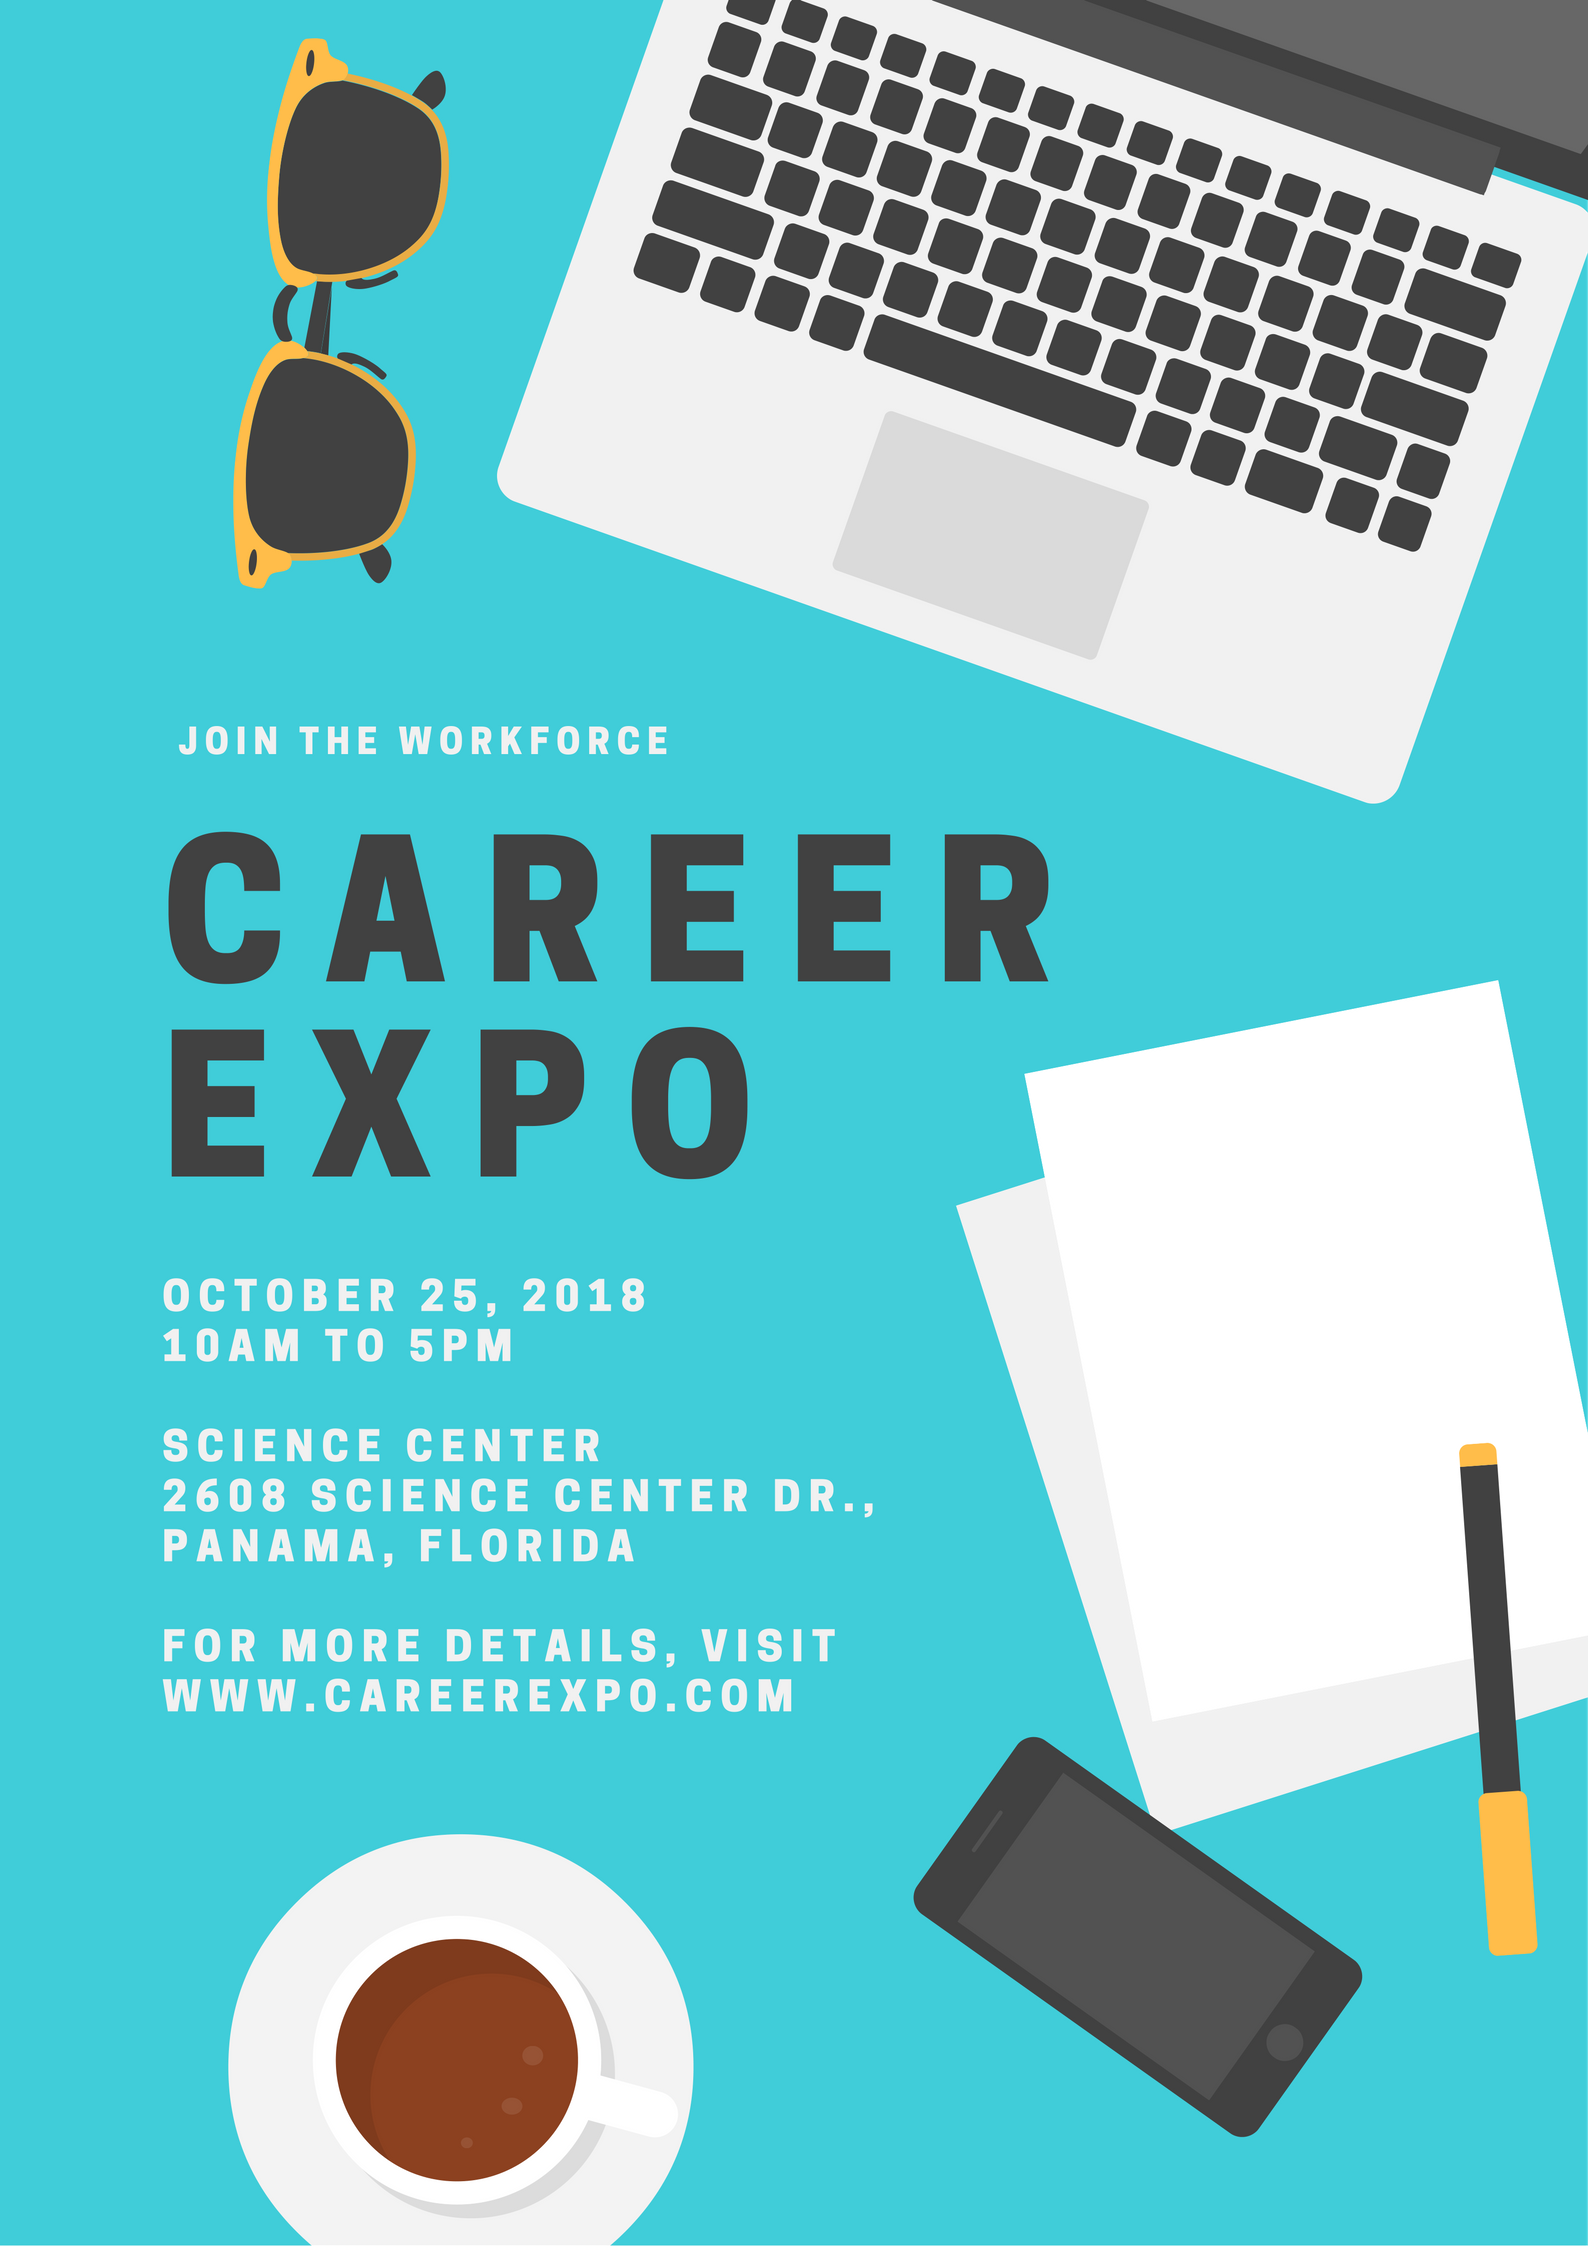 JOIN THE WORKFORCE
CAREER
EXPO
OCTOBER 25, 2018
10AM TO 5PM
SCIENCE CENTER
2608 SCIENCE CENTER DR.,
PANAMA, FLORIDA
FOR MORE DETAILS, VISIT
WWW.CAREEREXPO.COM